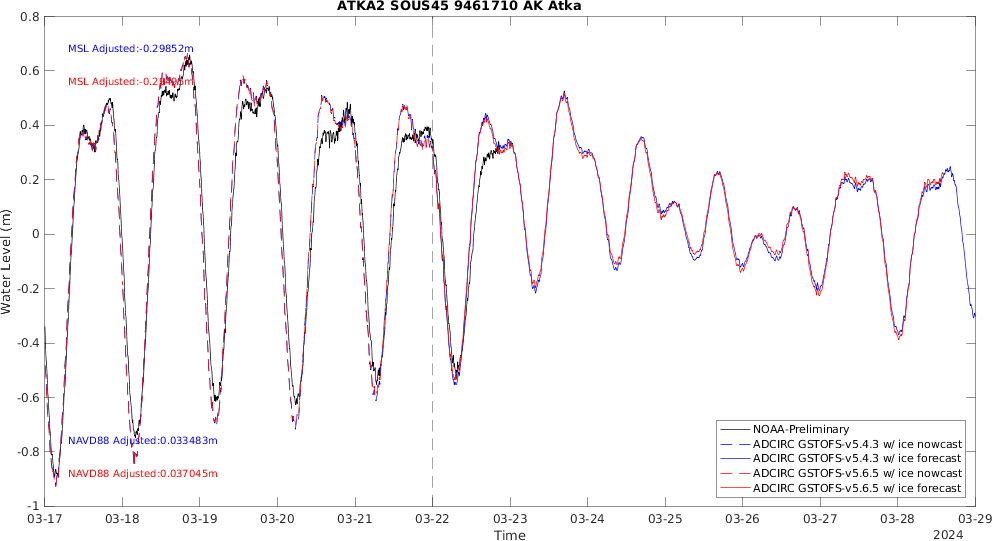 ATKA2 SOUS45 9461710 AK Atka
0.8
0.6
0.4
0.2
0
-0.2
-0.4
-0.6
-0.8
-1
Water Level (m)
MSL Adjusted:-0.29852m
MSL Adjusted:
NAVD88 Adjusted:0.033483m
NAVD88 Adjusted:0.037045m
NOAA-Preliminary
ADCIRC GSTOFS-v5.4.3 w/ ice nowcast
ADCIRC GSTOFS-v5.4.3 w/ ice forecast
ADCIRC GSTOFS-v5.6.5 w/ ice nowcast
ADCIRC GSTOFS-v5.6.5 w/ ice forecast
03-17 03-18 03-19 03-20 03-21 03-22 03-23 03-24 03-25 03-26 03-27 03-28 03-29
Time
2024